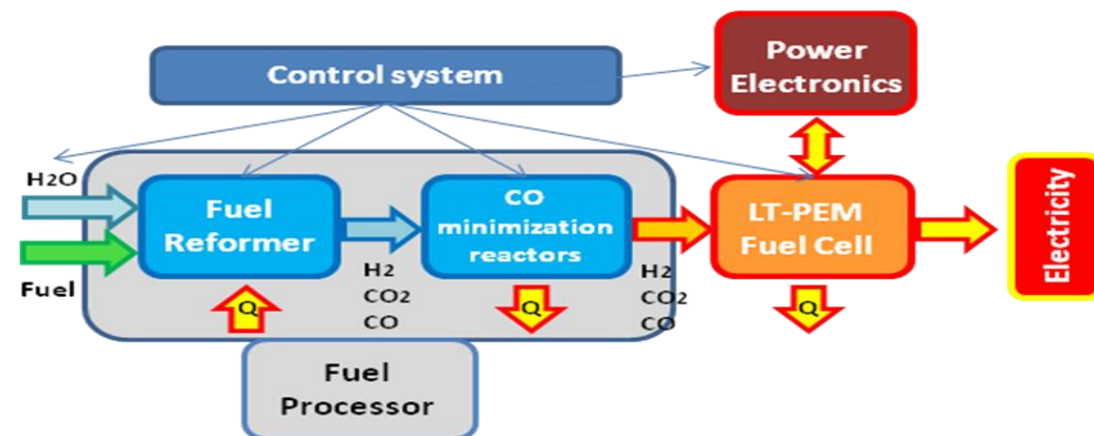 Control system
Power
Electronics
H2O
Fuel
Fuel
Reformer
CO
minimization
reactors
LT-PEM
Fuel Cell
Electricity
H2
CO2
CO
H2
CO2
CO
Q
Q
Q
Fuel
Processor